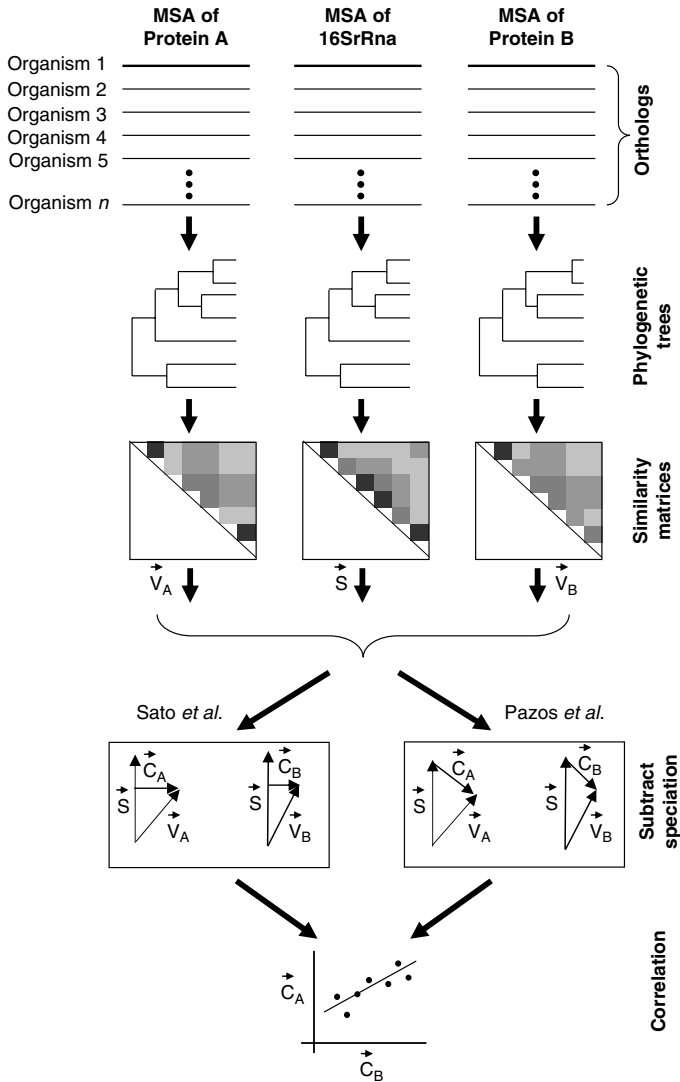 MSA of
Protein A
MSA of
16SrRna
MSA of
Protein B
Organism 1
Organism 2
Organism 3
Organism 4
Organism 5
Organism n
Orthologs
Phylogenetic
trees
Similarity
matrices
V_A
S
V_B
Sato et al.
Pazos et al.
C_A
S
V_A
C_B
S
V_B
C_A
S
V_A
C_B
S
V_B
Subtract
speciation
C_A
C_B
Correlation